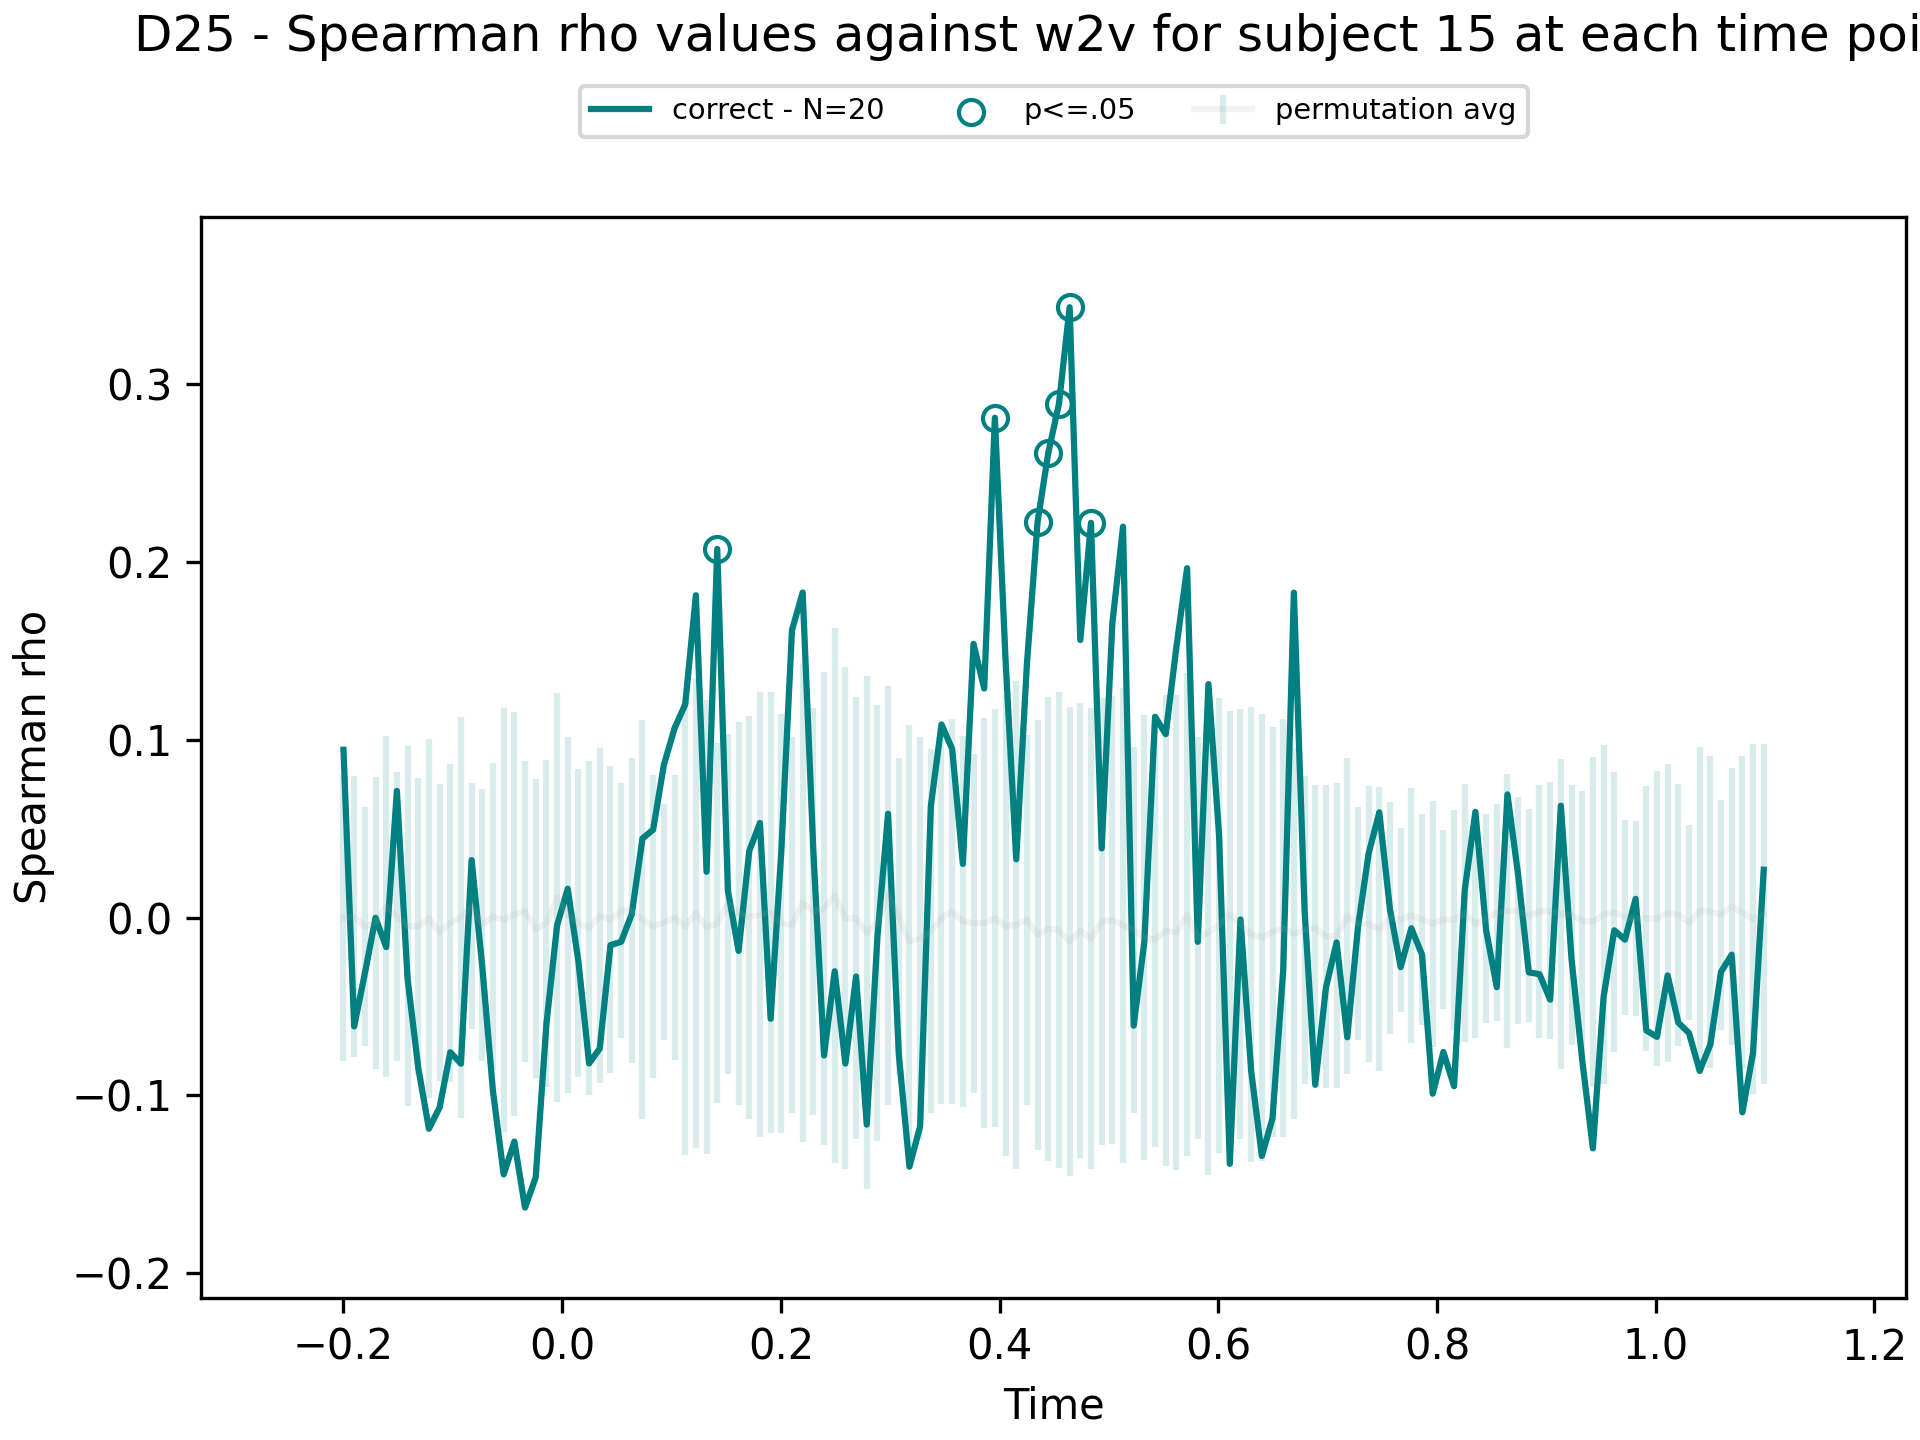 D25 - Spearman rho values against w2v for subject 15 at each time poi
correct - N=20 p<=.05 permutation avg
Spearman rho
0.3
0.2
0.1
0.0
−0.1
−0.2
−0.2 0.0 0.2 0.4 0.6 0.8 1.0 1.2
Time